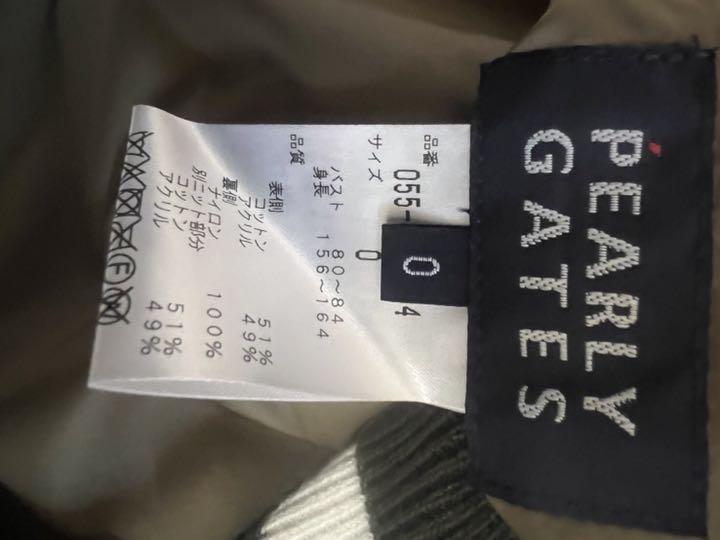 PEARLY
GATES
0
品番 055- 4
サイズ 0
バスト 80～84
身長 156～164
品質
表側 コットン 51%
アクリル 49%
裏側 ナイロン 100%
別ニット部分
コットン 51%
アクリル 49%
F